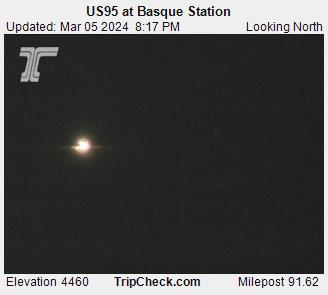 US95 at Basque Station
Updated: Mar 05 2024 8:17 PM Looking North
Elevation 4460 TripCheck.com Milepost 91.62